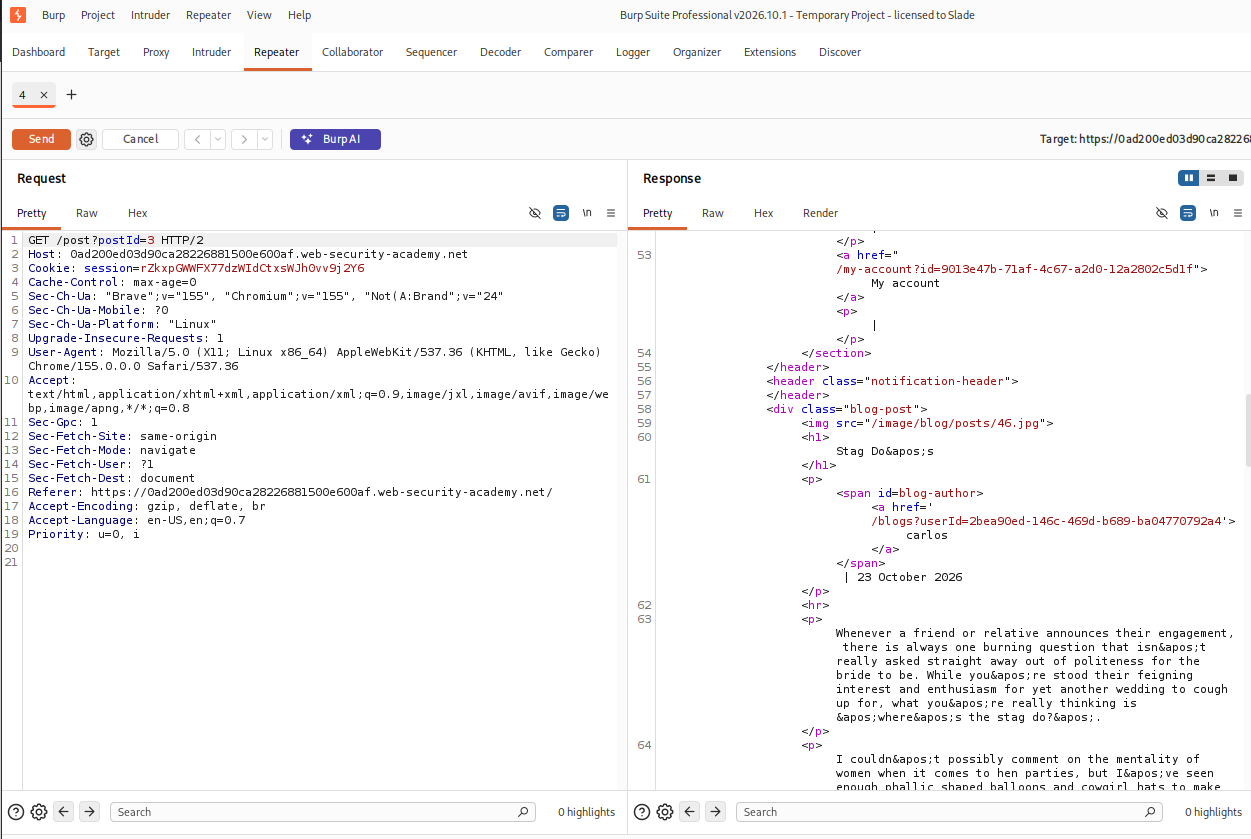 Burp Project Intruder Repeater View Help Burp Suite Professional v2026.10.1 - Temporary Project - licensed to Slade
Dashboard Target Proxy Intruder Repeater Collaborator Sequencer Decoder Comparer Logger Organizer Extensions Discover
4 × +
Send Cancel < > Burp AI Target: https://0ad200ed03d90ca28226
Request
Pretty Raw Hex \n
1 GET /post?postId=3 HTTP/2
2 Host: 0ad200ed03d90ca28226881500e600af.web-security-academy.net
3 Cookie: session=rZkxpGWWFX77dzWIdCtxsWJhOvv9j2Y6
4 Cache-Control: max-age=0
5 Sec-Ch-Ua: "Brave";v="155", "Chromium";v="155", "Not(A:Brand";v="24"
6 Sec-Ch-Ua-Mobile: ?0
7 Sec-Ch-Ua-Platform: "Linux"
8 Upgrade-Insecure-Requests: 1
9 User-Agent: Mozilla/5.0 (X11; Linux x86_64) AppleWebKit/537.36 (KHTML, like Gecko)
Chrome/155.0.0.0 Safari/537.36
10 Accept:
text/html,application/xhtml+xml,application/xml;q=0.9,image/jxl,image/avif,image/we
bp,image/apng,*/*;q=0.8
11 Sec-Gpc: 1
12 Sec-Fetch-Site: same-origin
13 Sec-Fetch-Mode: navigate
14 Sec-Fetch-User: ?1
15 Sec-Fetch-Dest: document
16 Referer: https://0ad200ed03d90ca28226881500e600af.web-security-academy.net/
17 Accept-Encoding: gzip, deflate, br
18 Accept-Language: en-US,en;q=0.7
19 Priority: u=0, i
20
21
Search 0 highlights
Response
Pretty Raw Hex Render \n
</p>
53 <a href="
/my-account?id=9013e47b-71af-4c67-a2d0-12a2802c5d1f">
My account
</a>
<p>
|
</p>
54 </section>
55 </header>
56 <header class="notification-header">
57 </header>
58 <div class="blog-post">
59 <img src="/image/blog/posts/46.jpg">
60 <h1>
Stag Do&apos;s
</h1>
61 <p>
<span id=blog-author>
<a href='
/blogs?userId=2bea90ed-146c-469d-b689-ba04770792a4'>
carlos
</a>
</span>
| 23 October 2026
</p>
62 <hr>
63 <p>
Whenever a friend or relative announces their engagement,
there is always one burning question that isn&apos;t
really asked straight away out of politeness for the
bride to be. While you&apos;re stood their feigning
interest and enthusiasm for yet another wedding to cough
up for, what you&apos;re really thinking is
&apos;where&apos;s the stag do?&apos;.
</p>
64 <p>
I couldn&apos;t possibly comment on the mentality of
women when it comes to hen parties, but I&apos;ve seen
enough phallic shaped balloons and cowgirl hats to make
Search 0 highlights